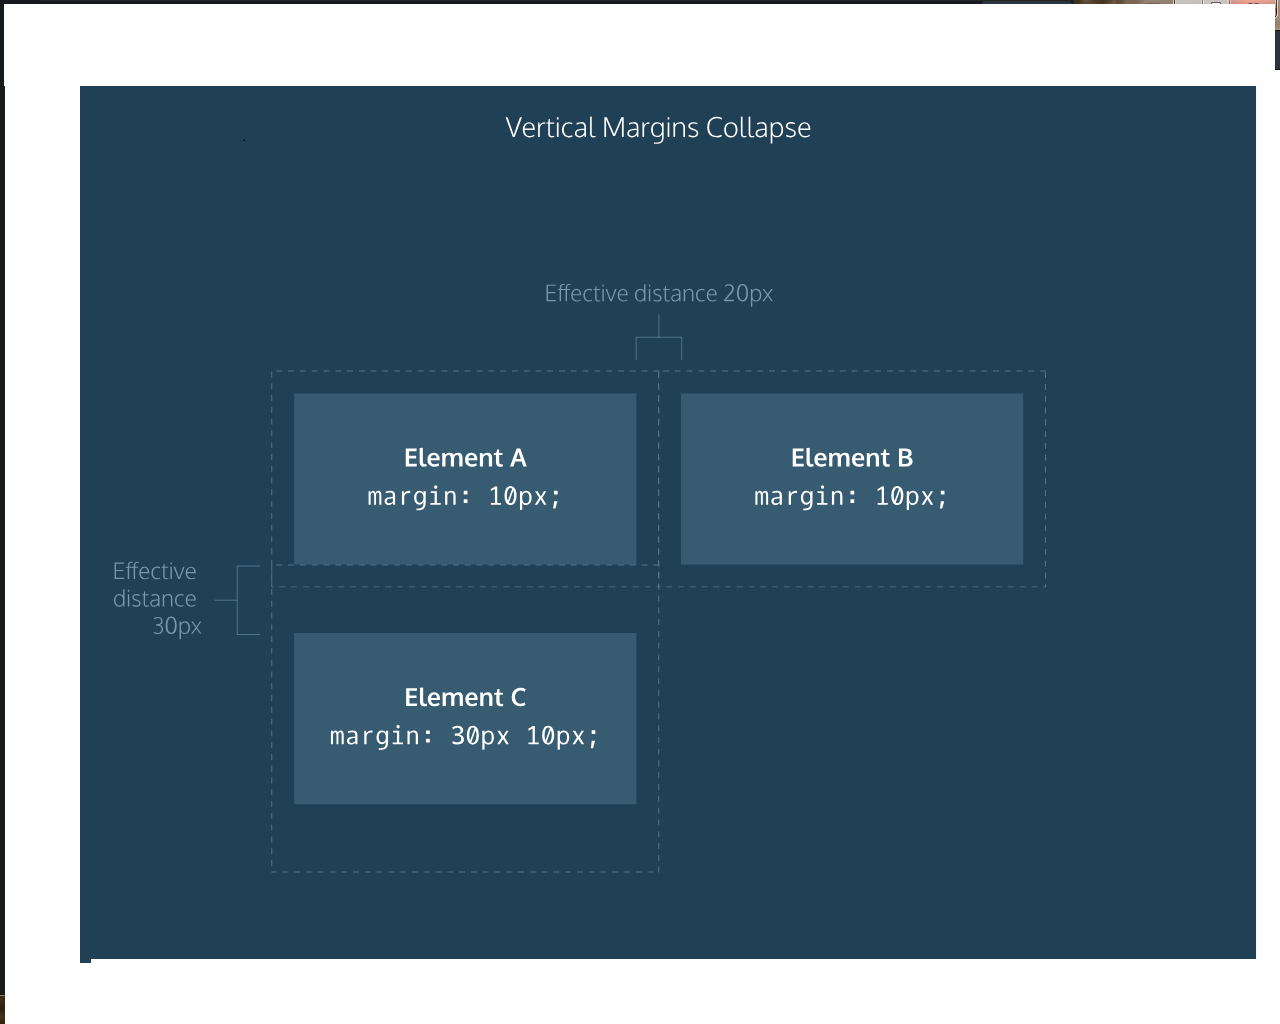 Vertical Margins Collapse
Effective distance 20px
Element A
margin: 10px;
Element B
margin: 10px;
Effective
distance
30px
Element C
margin: 30px 10px;